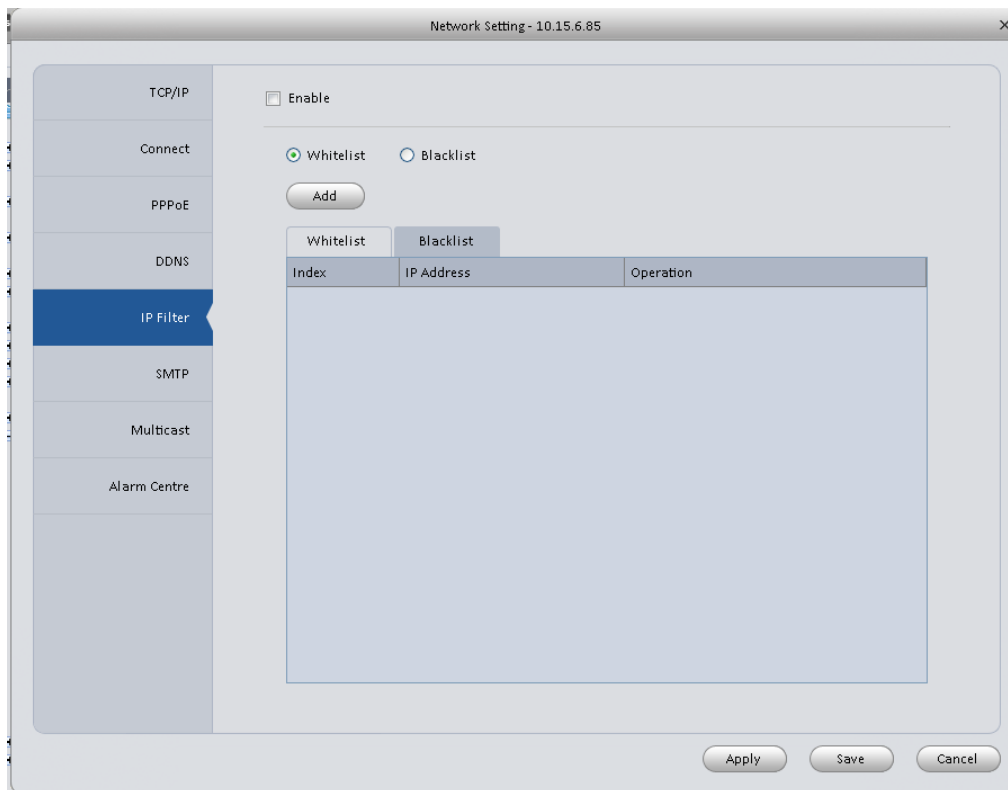 Network Setting - 10.15.6.85
TCP/IP
Connect
PPPoE
DDNS
IP Filter
SMTP
Multicast
Alarm Centre
Enable
Whitelist Blacklist
Add
Whitelist Blacklist
Index IP Address Operation
Apply Save Cancel